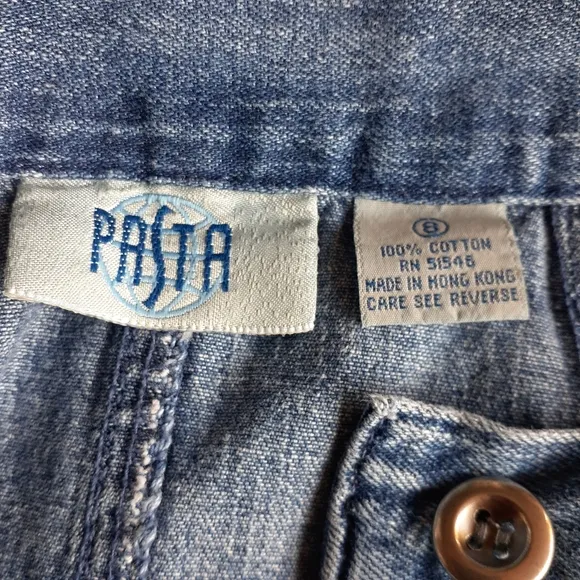 PASTA
8
100% COTTON
RN 51546
MADE IN HONG KONG
CARE SEE REVERSE